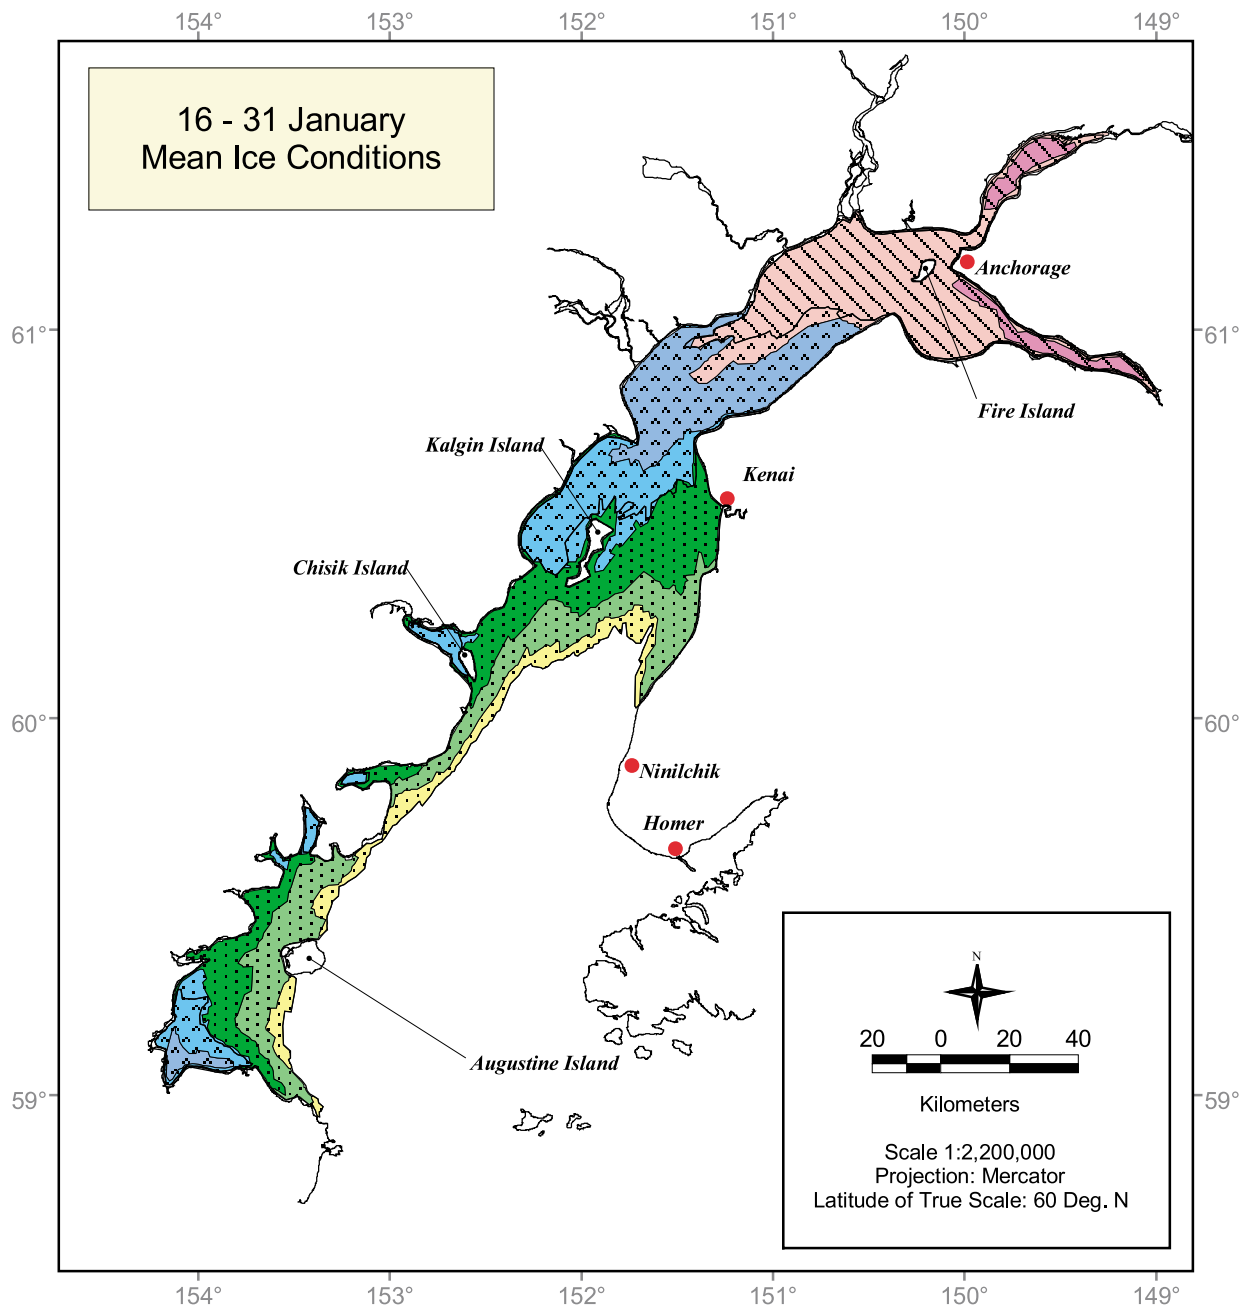 154° 153° 152° 151° 150° 149°
16 - 31 January
Mean Ice Conditions
Anchorage
61° 61°
Fire Island
Kalgin Island
Kenai
Chisik Island
60° 60°
Ninilchik
Homer
N
20 0 20 40
Augustine Island
59° 59°
Kilometers
Scale 1:2,200,000
Projection: Mercator
Latitude of True Scale: 60 Deg. N
154° 153° 152° 151° 150° 149°